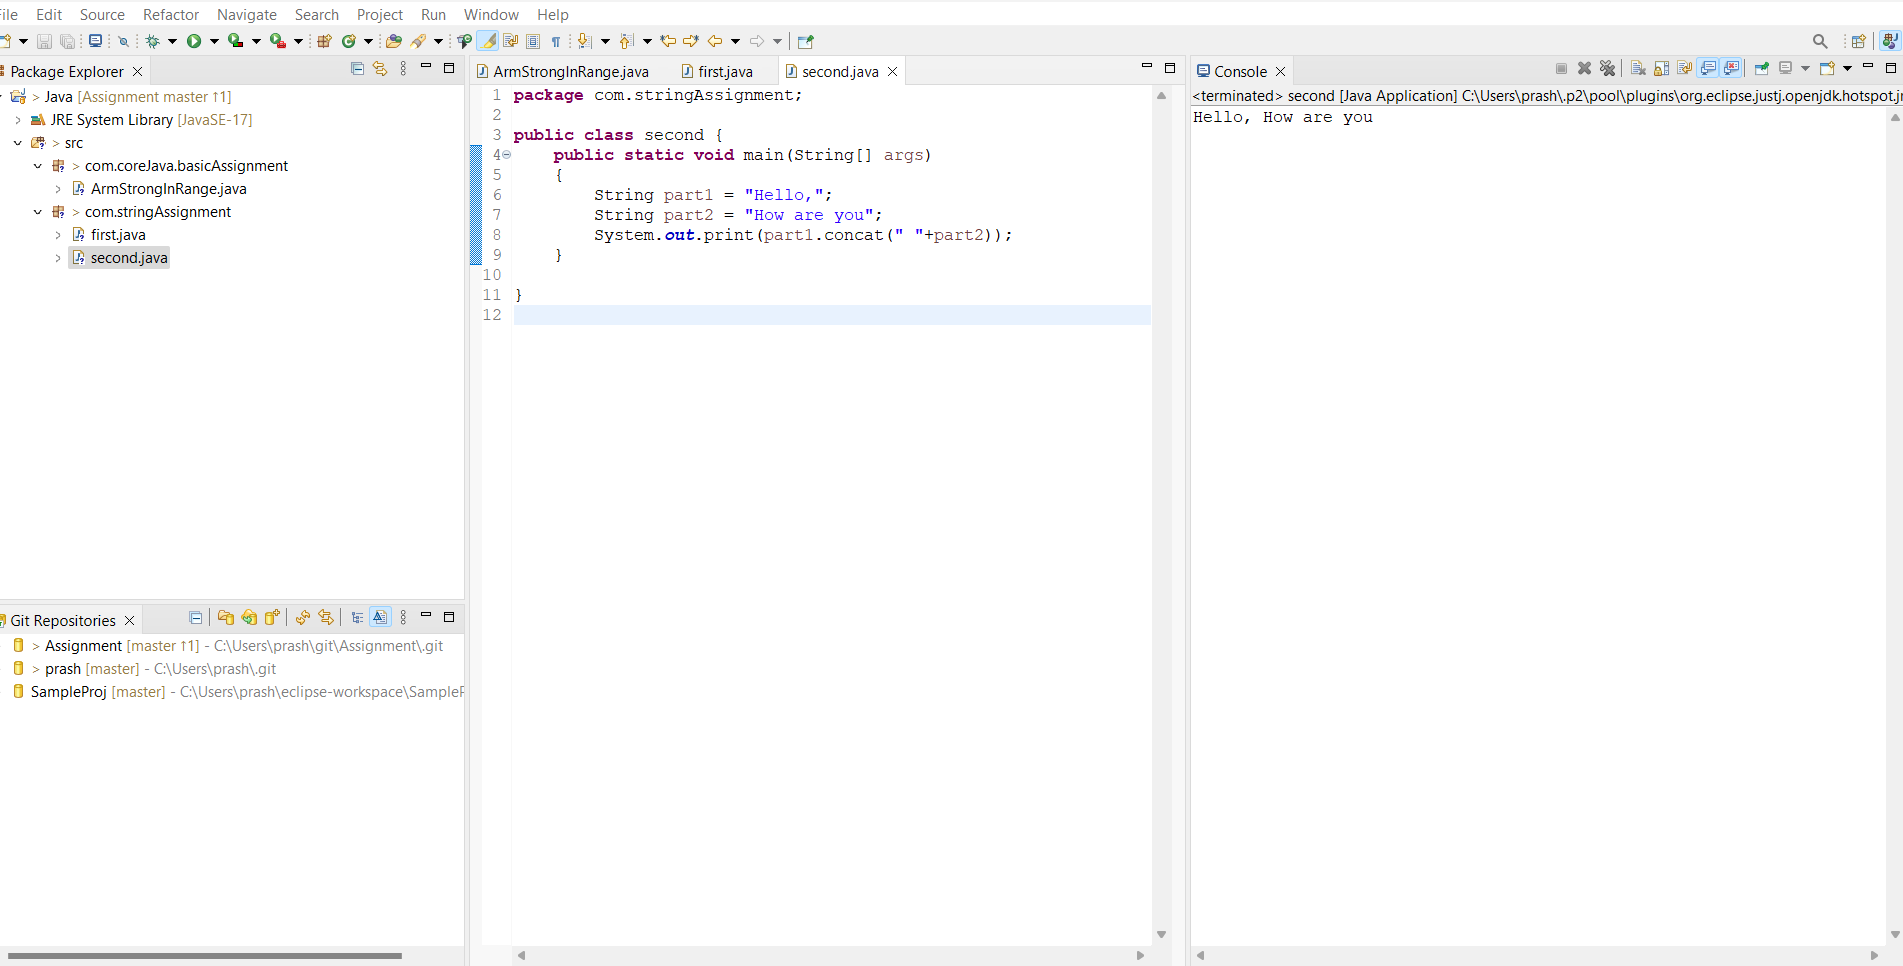 File Edit Source Refactor Navigate Search Project Run Window Help
Package Explorer
> Java [Assignment master ↑1]
JRE System Library [JavaSE-17]
> src
> com.coreJava.basicAssignment
ArmStrongInRange.java
> com.stringAssignment
first.java
second.java
Git Repositories
> Assignment [master ↑1] - C:\Users\prash\git\Assignment\.git
> prash [master] - C:\Users\prash\.git
SampleProj [master] - C:\Users\prash\eclipse-workspace\SampleP
ArmStrongInRange.java first.java second.java
1 package com.stringAssignment;
2
3 public class second {
4 public static void main(String[] args)
5 {
6 String part1 = "Hello,";
7 String part2 = "How are you";
8 System.out.print(part1.concat(" "+part2));
9 }
10
11 }
12
Console
<terminated> second [Java Application] C:\Users\prash\.p2\pool\plugins\org.eclipse.justj.openjdk.hotspot.jr
Hello, How are you